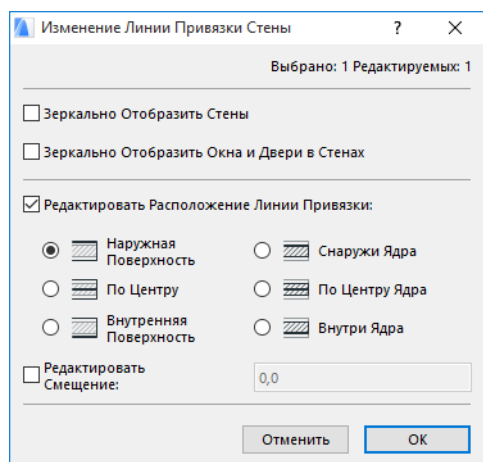 Изменение Линии Привязки Стены
?
Выбрано: 1 Редактируемых: 1
Зеркально Отобразить Стены
Зеркально Отобразить Окна и Двери в Стенах
Редактировать Расположение Линии Привязки:
Наружная
Поверхность
Снаружи Ядра
По Центру
По Центру Ядра
Внутренняя
Поверхность
Внутри Ядра
Редактировать
Смещение:
0,0
Отменить
ОК